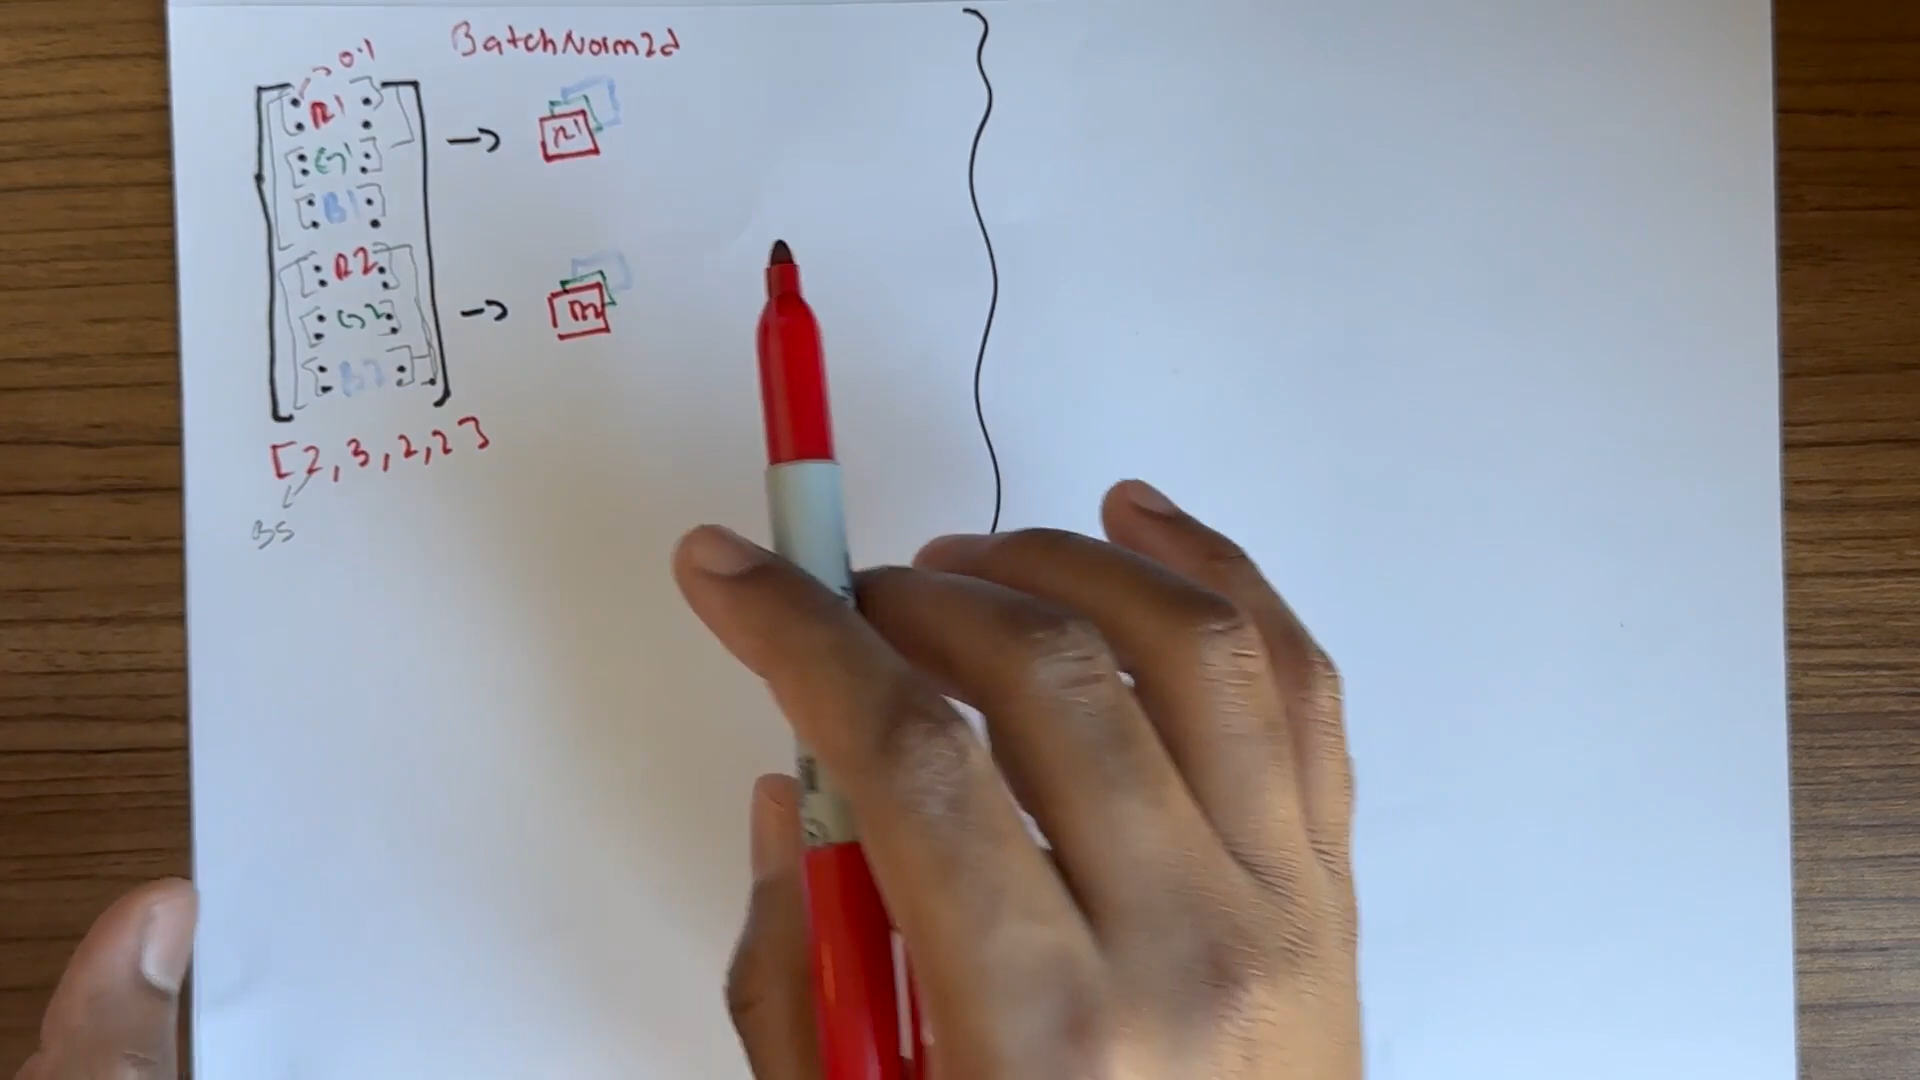 BatchNorm2d
0.1
R1
G1
B1
R2
G2
B2
R1
[2,3,2,2]
BS